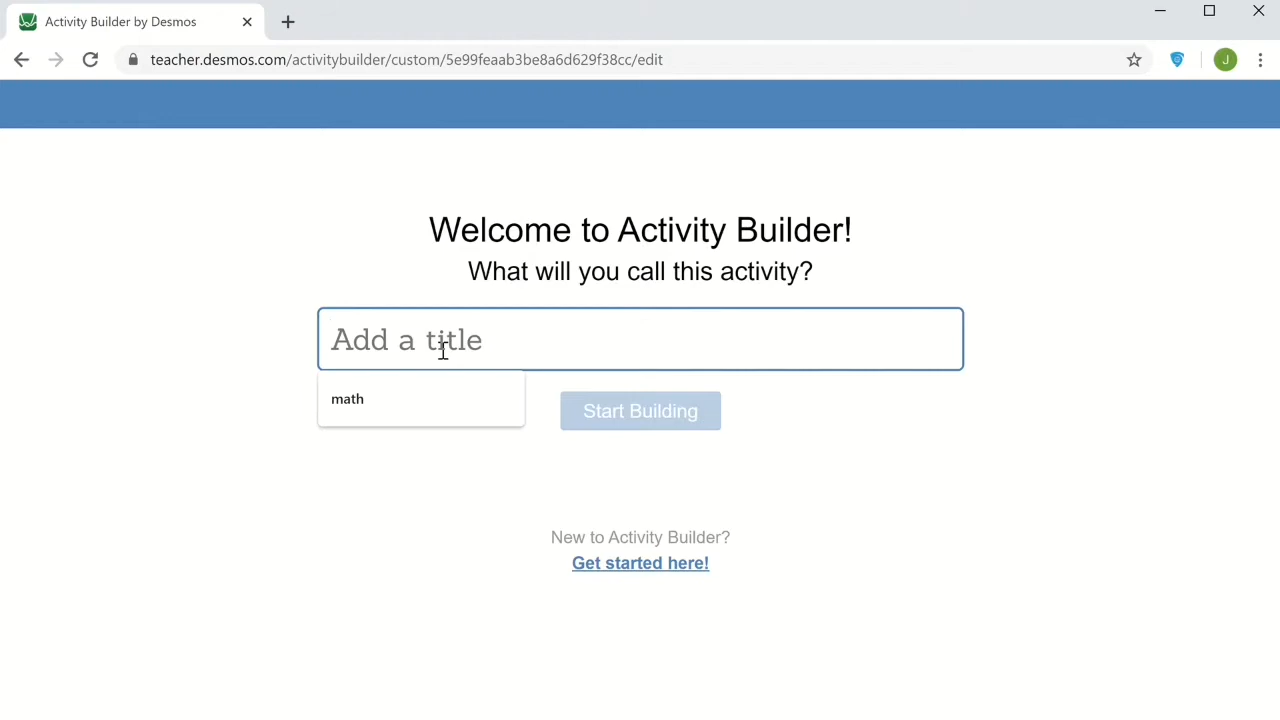 Activity Builder by Desmos
teacher.desmos.com/activitybuilder/custom/5e99feaab3be8a6d629f38cc/edit
J
Welcome to Activity Builder!
What will you call this activity?
Add a title
math
Start Building
New to Activity Builder?
Get started here!